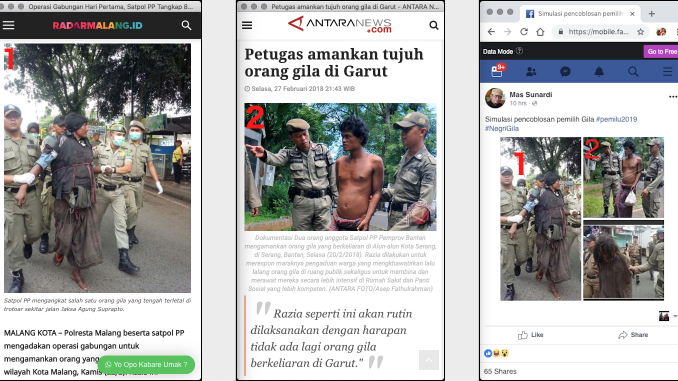 Operasi Gabungan Hari Pertama, Satpol PP Tangkap 8...
RADARMALANG.ID
1
Satpol PP mengangkat salah satu orang gila yang tengah terletal di
trotoar sekitar jalan Jaksa Agung Suprapto.
MALANG KOTA – Polresta Malang beserta satpol PP
mengadakan operasi gabungan untuk
mengamankan orang yang
wilayah Kota Malang, Kamis
Yo Opo Kabare Umak ?
Petugas amankan tujuh orang gila di Garut - ANTARA N...
ANTARANEWS
.com
Petugas amankan tujuh
orang gila di Garut
Selasa, 27 Februari 2018 21:43 WIB
2
Dokumentasi Dua orang anggota Satpol PP Pemprov Banten
mengamankan orang gila yang berkeliaran di Alun-alun Kota Serang,
di Serang, Banten, Selasa (20/2/2018). Razia dilakukan untuk
merespon maraknya pengaduan warga yang mengkhawatirkan lalu
lalang orang gila di ruang publik sekaligus untuk membina dan
merawat mereka secara lebih intensif di Rumah Sakit dan Panti
Sosial yang lebih kompeten. (ANTARA FOTO/Asep Fathulrahman)
" Razia seperti ini akan rutin
dilaksanakan dengan harapan
tidak ada lagi orang gila
berkeliaran di Garut." "
Simulasi pencoblosan pemilih G
https://mobile.fa...
Data Mode
Go to Free
9+
Mas Sunardi
10 hrs ·
Simulasi pencoblosan pemilih Gila #pemilu2019
#NegriGila
1
2
Like
Share
65 Shares